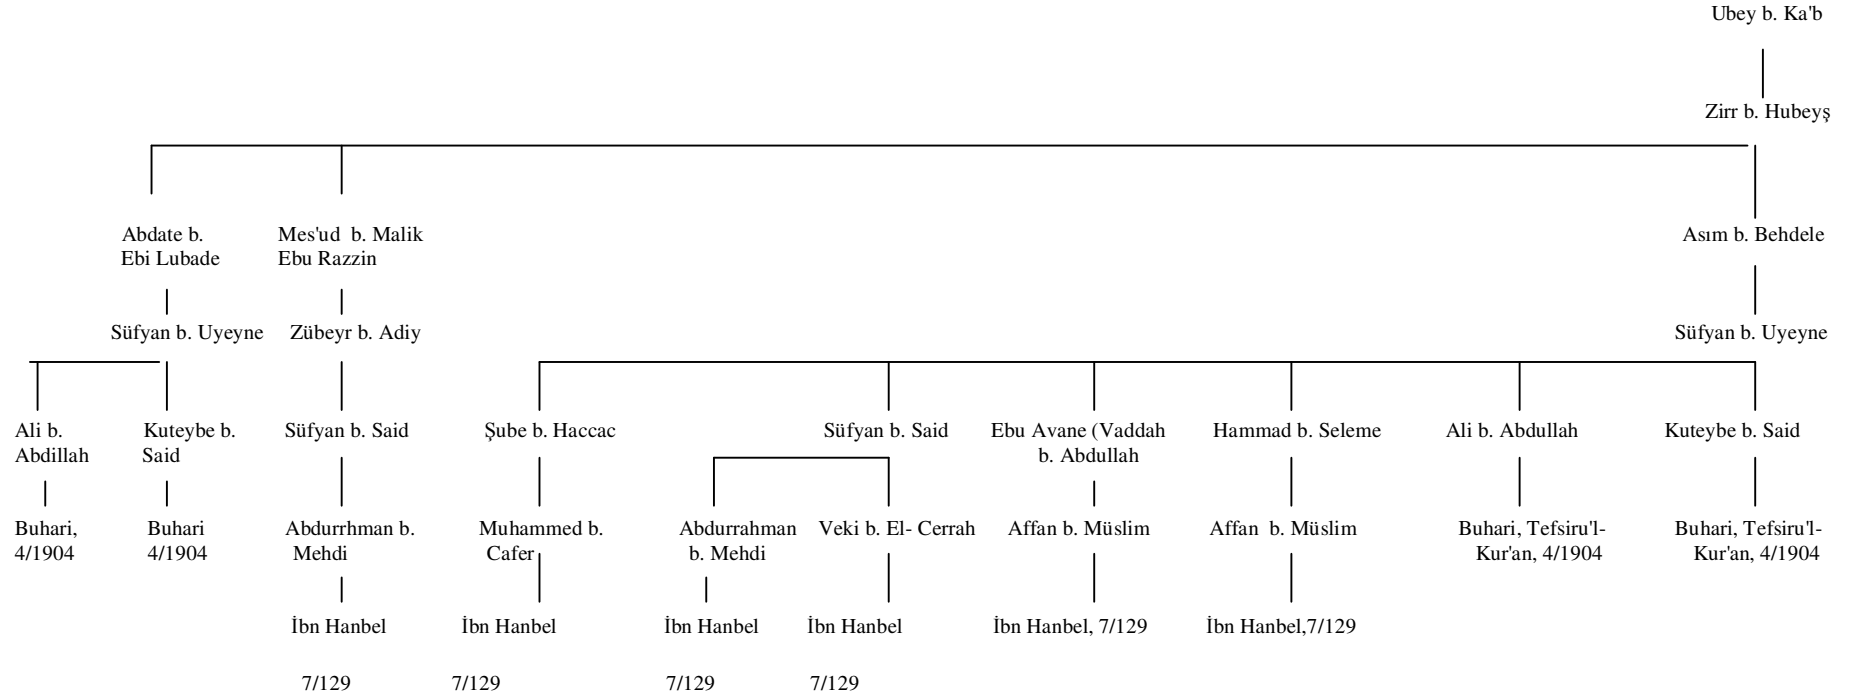 Ubey b. Ka'b
Zirr b. Hubeyş
Abdate b.
Ebi Lubade
Mes'ud b. Malik
Ebu Razzin
Asım b. Behdele
Süfyan b. Uyeyne
Zübeyr b. Adiy
Süfyan b. Uyeyne
Ali b.
Abdillah
Kuteybe b.
Said
Süfyan b. Said
Şube b. Haccac
Süfyan b. Said
Ebu Avane (Vaddah
b. Abdullah
Hammad b. Seleme
Ali b. Abdullah
Kuteybe b. Said
Buhari,
4/1904
Buhari
4/1904
Abdurrhman b.
Mehdi
Muhammed b.
Cafer
Abdurrahman
b. Mehdi
Veki b. El- Cerrah
Affan b. Müslim
Affan b. Müslim
Buhari, Tefsiru'l-
Kur'an, 4/1904
Buhari, Tefsiru'l-
Kur'an, 4/1904
İbn Hanbel
7/129
İbn Hanbel
7/129
İbn Hanbel
7/129
İbn Hanbel
7/129
İbn Hanbel, 7/129
İbn Hanbel,7/129